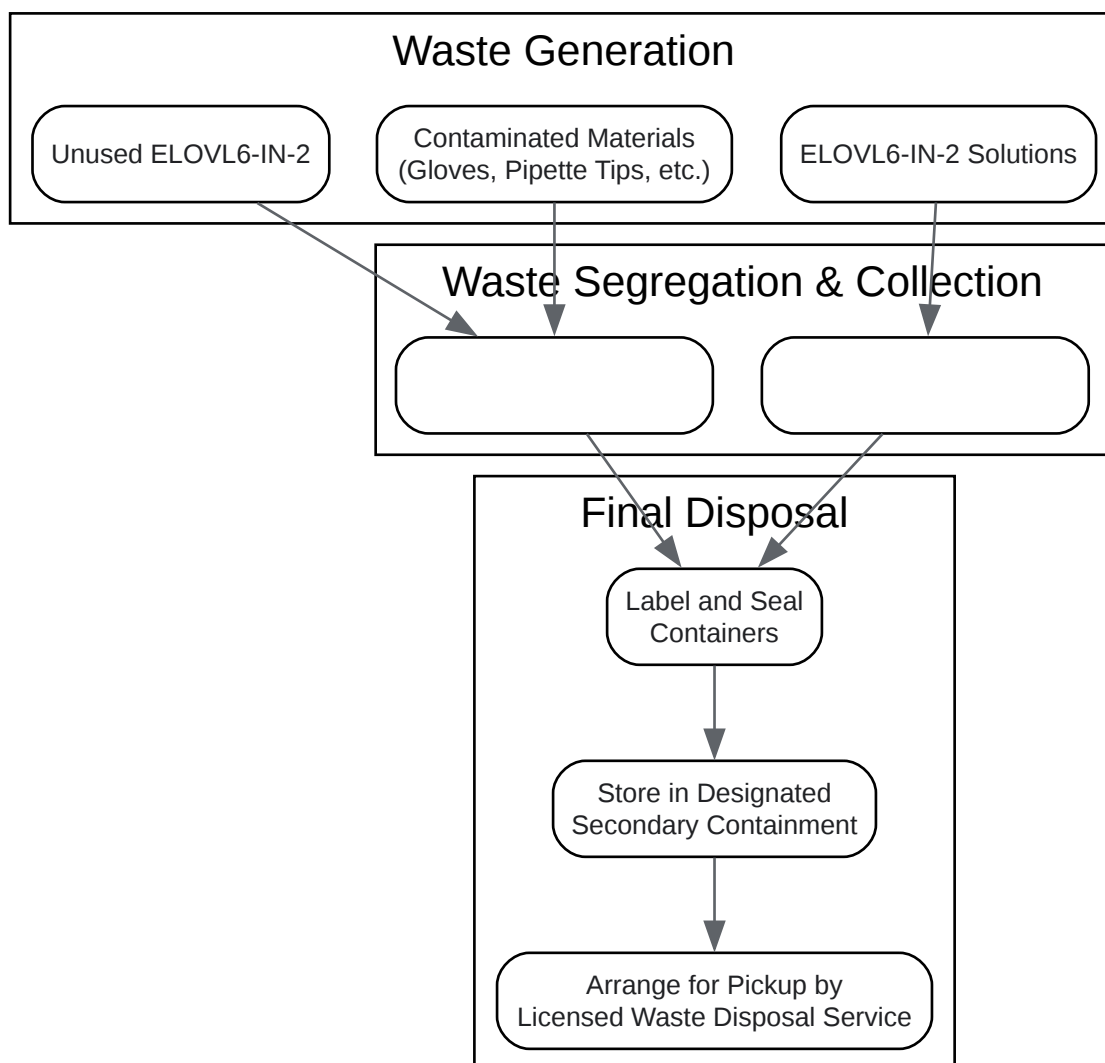 Waste Generation
Unused ELOVL6-IN-2
Contaminated Materials
(Gloves, Pipette Tips, etc.)
ELOVL6-IN-2 Solutions
Waste Segregation & Collection
Final Disposal
Label and Seal
Containers
Store in Designated
Secondary Containment
Arrange for Pickup by
Licensed Waste Disposal Service